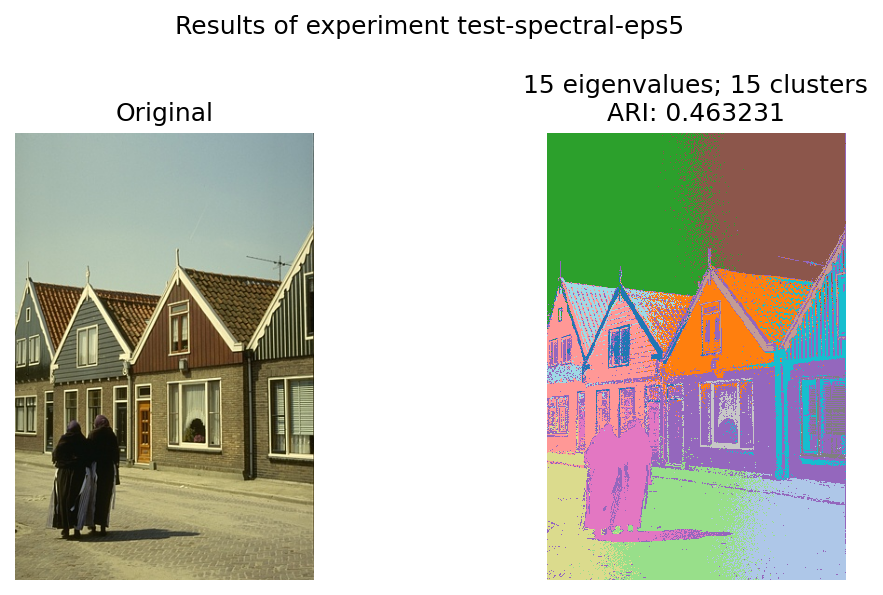 Results of experiment test-spectral-eps5
Original
15 eigenvalues; 15 clusters
ARI: 0.463231